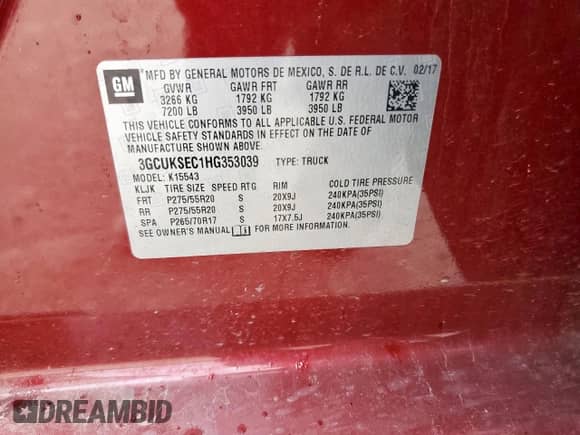 GM MFD BY GENERAL MOTORS DE MEXICO, S. DE R.L. DE C.V. 02/17
GVWR GAWR FRT GAWR RR
3266 KG 1792 KG 1792 KG
7200 LB 3950 LB 3950 LB
THIS VEHICLE CONFORMS TO ALL APPLICABLE U.S. FEDERAL MOTOR
VEHICLE SAFETY STANDARDS IN EFFECT ON THE DATE OF
MANUFACTURE SHOWN ABOVE.
3GCUKSEC1HG353039 TYPE: TRUCK
MODEL: K15543
KLJK TIRE SIZE SPEED RTG RIM COLD TIRE PRESSURE
FRT P275/55R20 S 20X9J 240KPA(35PSI)
RR P275/55R20 S 20X9J 240KPA(35PSI)
SPA P265/70R17 S 17X7.5J 240KPA(35PSI)
SEE OWNER'S MANUAL FOR MORE INFORMATION.
DREAMBID